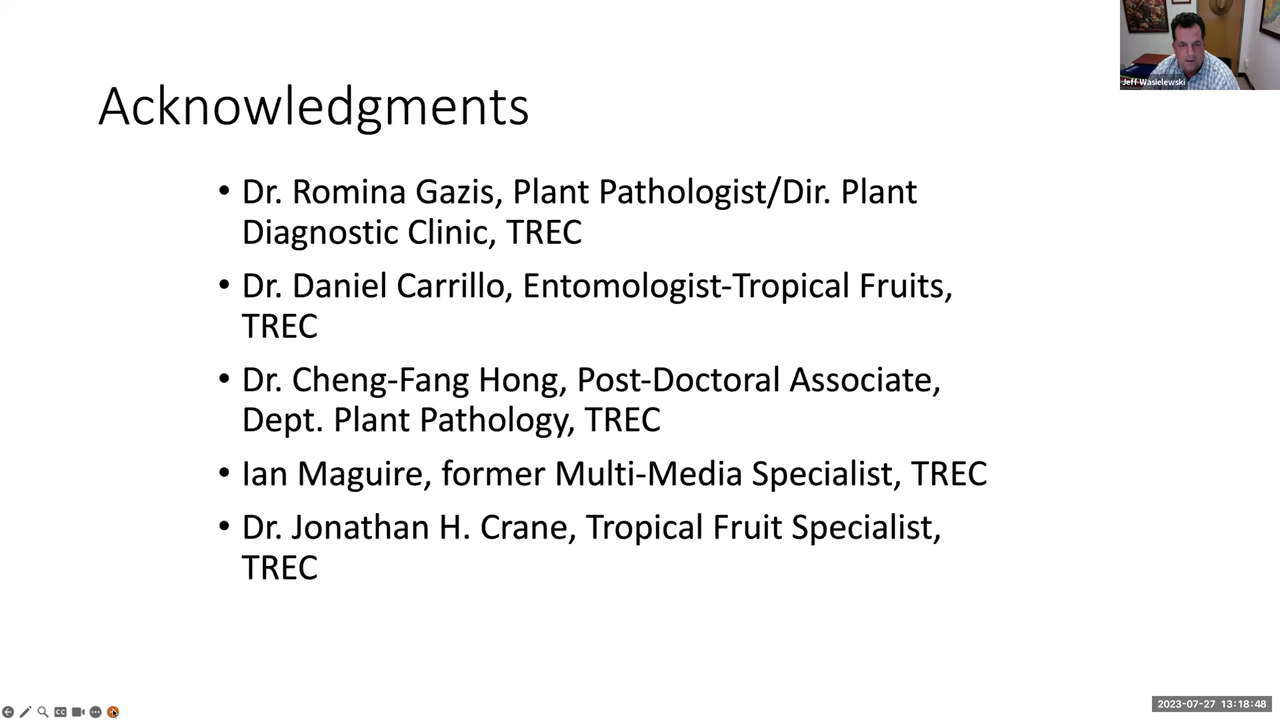 Jeff Wasielewski
Acknowledgments
• Dr. Romina Gazis, Plant Pathologist/Dir. Plant
Diagnostic Clinic, TREC
• Dr. Daniel Carrillo, Entomologist-Tropical Fruits,
TREC
• Dr. Cheng-Fang Hong, Post-Doctoral Associate,
Dept. Plant Pathology, TREC
• Ian Maguire, former Multi-Media Specialist, TREC
• Dr. Jonathan H. Crane, Tropical Fruit Specialist,
TREC
2023-07-27 13:18:48